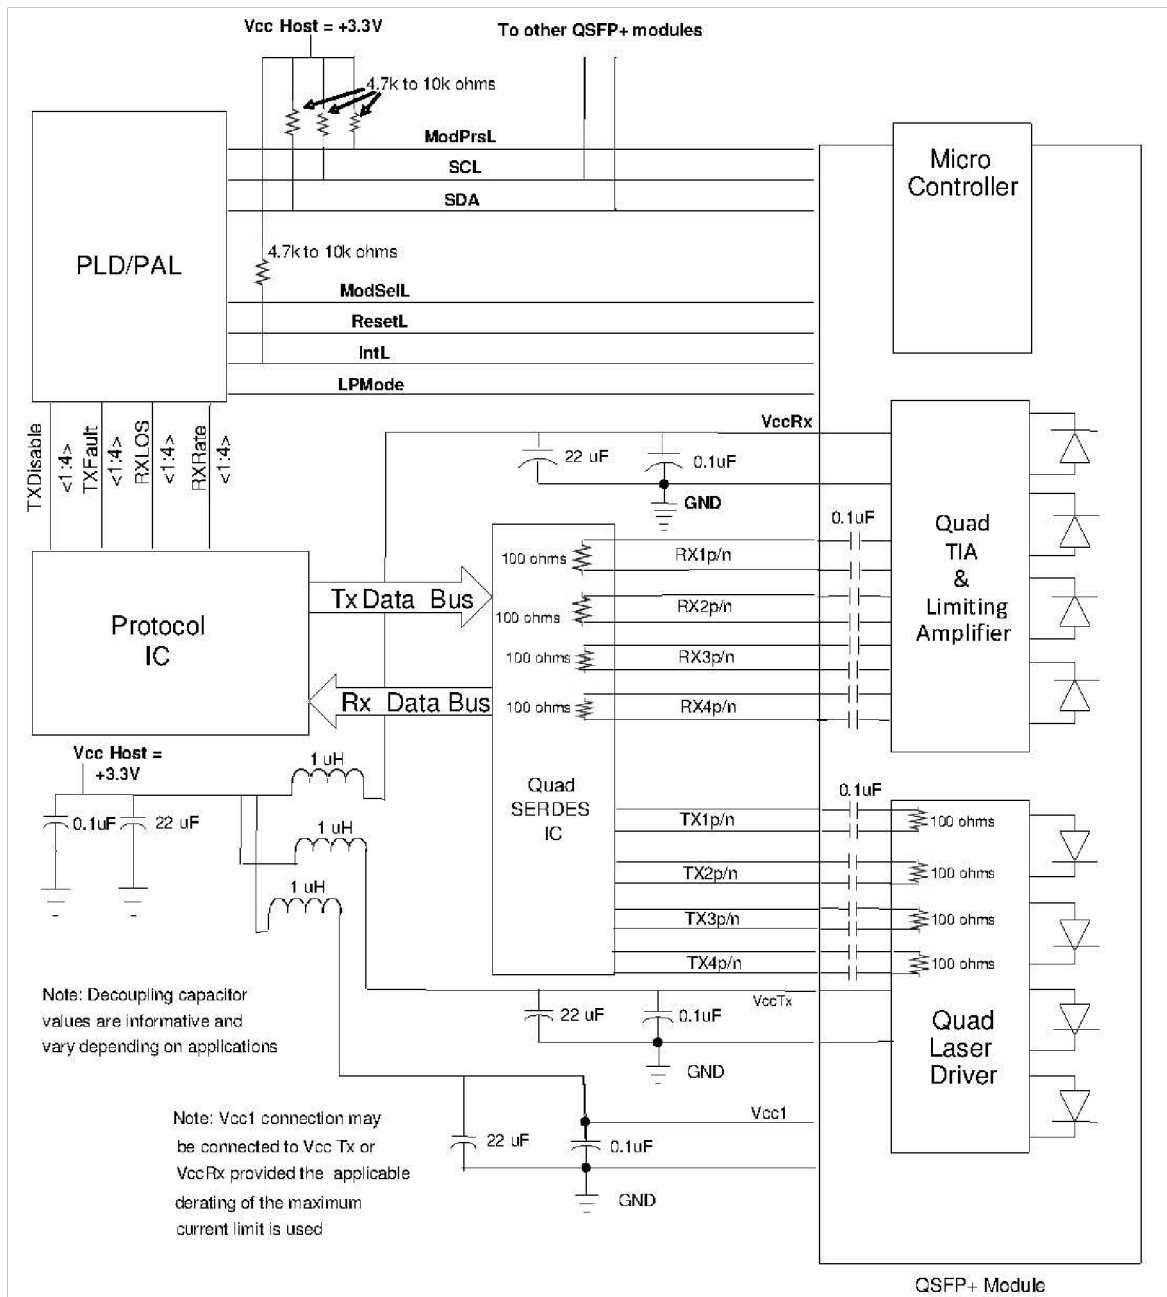 Vcc Host = +3.3V
To other QSFP+ modules
4.7k to 10k ohms
ModPrsL
SCL
SDA
Micro
Controller
PLD/PAL
4.7k to 10k ohms
ModSelL
ResetL
IntL
LPMode
TXDisable
<1:4>
TXFault
<1:4>
RXLOS
<1:4>
RXRate
<1:4>
VccRx
22 uF
0.1uF
GND
0.1uF
Quad
TIA
&
Limiting
Amplifier
100 ohms
RX1p/n
100 ohms
RX2p/n
100 ohms
RX3p/n
100 ohms
RX4p/n
Tx Data Bus
Protocol
IC
Rx Data Bus
Vcc Host =
+3.3V
0.1uF
22 uF
1 uH
1 uH
1 uH
Quad
SERDES
IC
0.1uF
TX1p/n
100 ohms
TX2p/n
100 ohms
TX3p/n
100 ohms
TX4p/n
100 ohms
Note: Decoupling capacitor
values are informative and
vary depending on applications
22 uF
0.1uF
VccTx
GND
Quad
Laser
Driver
Note: Vcc1 connection may
be connected to Vcc Tx or
VccRx provided the applicable
derating of the maximum
current limit is used
22 uF
0.1uF
Vcc1
GND
QSFP+ Module